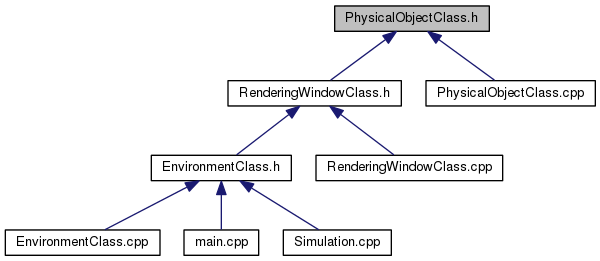 PhysicalObjectClass.h
RenderingWindowClass.h
PhysicalObjectClass.cpp
EnvironmentClass.h
RenderingWindowClass.cpp
EnvironmentClass.cpp
main.cpp
Simulation.cpp